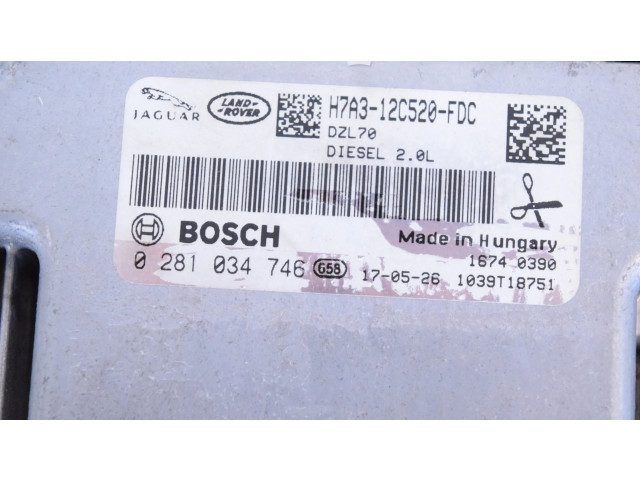 JAGUAR
LAND-
ROVER
H7A3-12C520-FDC
DZL70
DIESEL 2.0L
BOSCH
Made in Hungary
0 281 034 746 G58
17-05-26
1674 0390
1039T18751